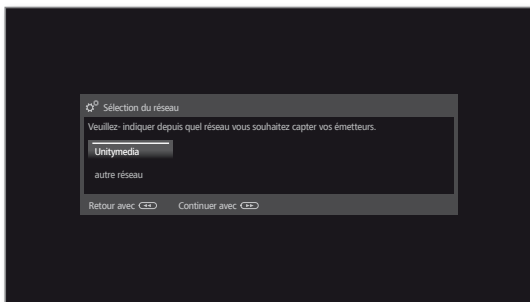 Sélection du réseau
Veuillez- indiquer depuis quel réseau vous souhaitez capter vos émetteurs.
Unitymedia
autre réseau
Retour avec Continuer avec